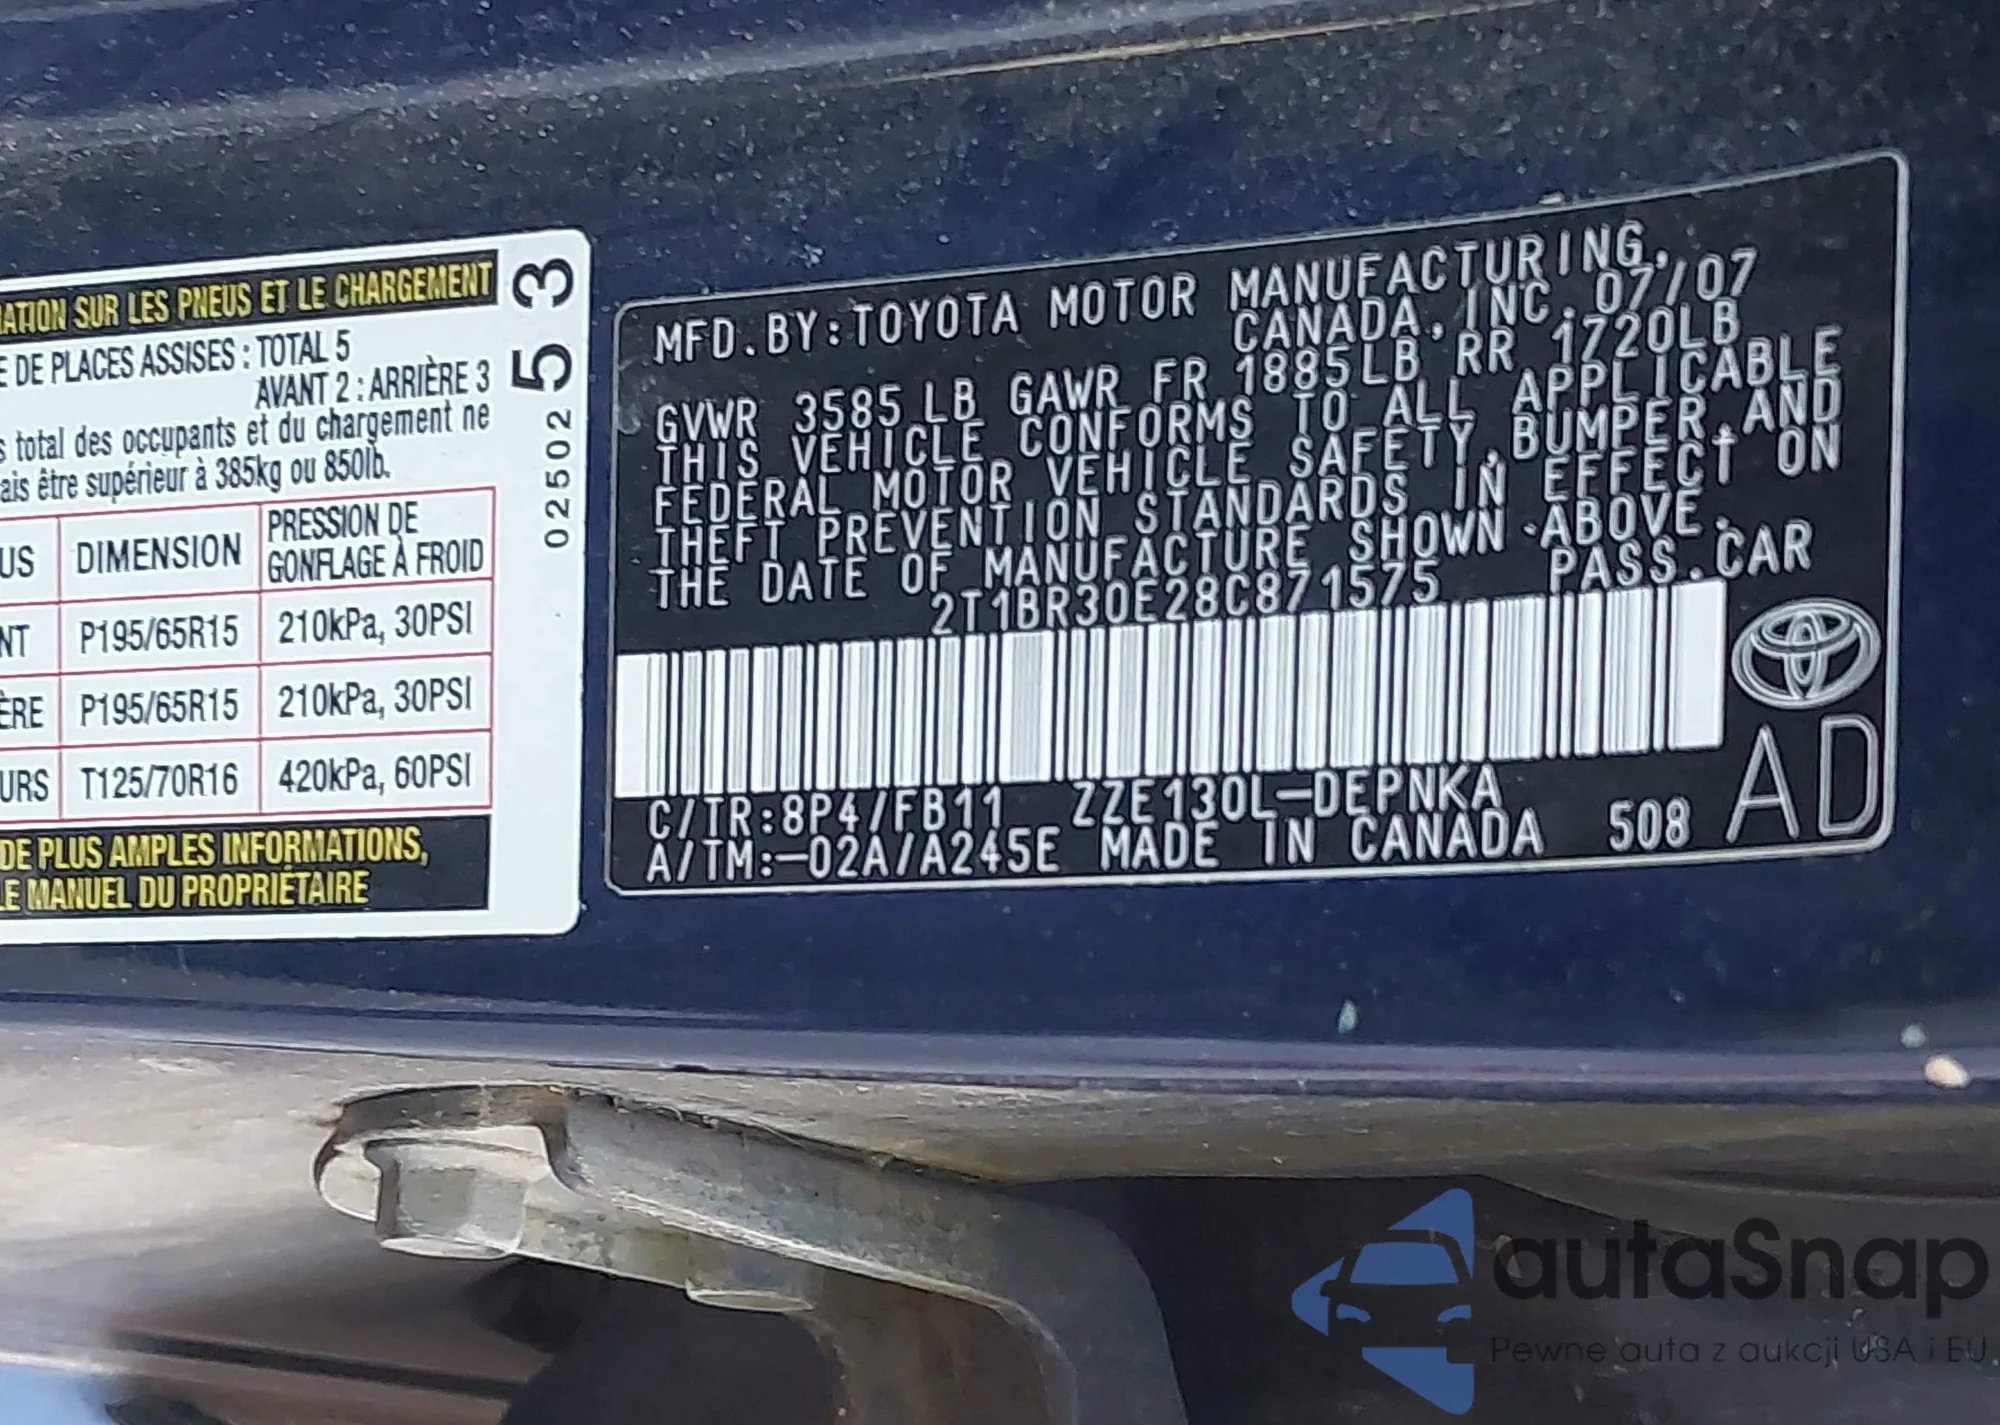 ATION SUR LES PNEUS ET LE CHARGEMENT
E DE PLACES ASSISES : TOTAL 5
AVANT 2 : ARRIÈRE 3
s total des occupants et du chargement ne
ais être supérieur à 385kg ou 850lb.
US DIMENSION PRESSION DE
GONFLAGE À FROID
NT P195/65R15 210kPa, 30PSI
ÈRE P195/65R15 210kPa, 30PSI
URS T125/70R16 420kPa, 60PSI
DE PLUS AMPLES INFORMATIONS,
LE MANUEL DU PROPRIÉTAIRE
02502 53
MFD.BY:TOYOTA MOTOR MANUFACTURING,
CANADA, INC. 07/07
GVWR 3585LB GAWR FR 1885LB RR 1720LB
THIS VEHICLE CONFORMS TO ALL APPLICABLE
FEDERAL MOTOR VEHICLE SAFETY, BUMPER, AND
THEFT PREVENTION STANDARDS IN EFFECT ON
THE DATE OF MANUFACTURE SHOWN ABOVE.
2T1BR30E28C871575 PASS.CAR
C/TR:8P4/FB11 ZZE130L-DEPNKA
A/TM:-02A/A245E MADE IN CANADA 508
AD
autaSnap
Pewne auta z aukcji USA i EU